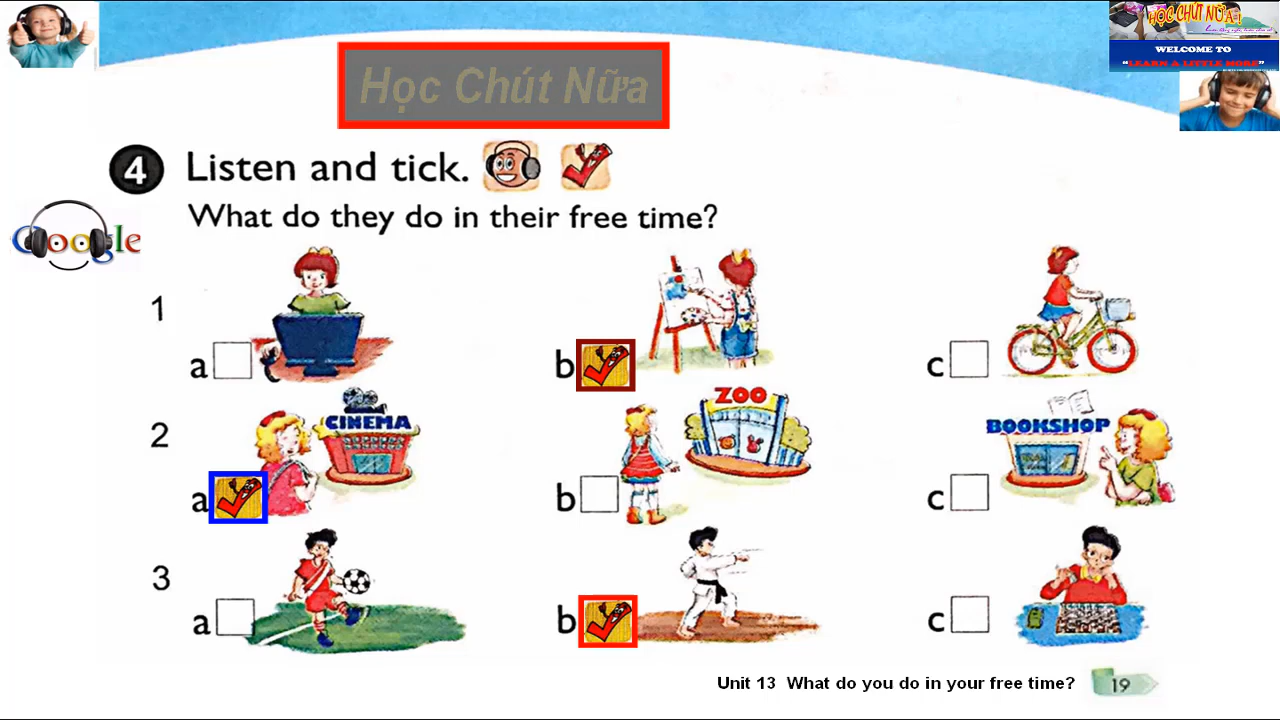 HỌC CHÚT NỮA!
WELCOME TO
"LEARN A LITTLE MORE"
Học Chút Nữa
4 Listen and tick.
What do they do in their free time?
Google
1
a
b
c
2
CINEMA
ZOO
BOOKSHOP
a
b
c
3
a
b
c
Unit 13 What do you do in your free time? 19